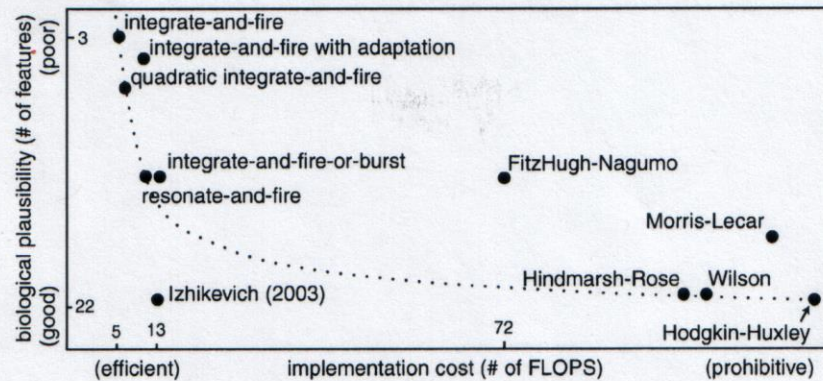 integrate-and-fire
3
integrate-and-fire with adaptation
quadratic integrate-and-fire
integrate-and-fire-or-burst
FitzHugh-Nagumo
resonate-and-fire
Morris-Lecar
Hindmarsh-Rose
Wilson
Izhikevich (2003)
22
Hodgkin-Huxley
biological plausibility (# of features)
(good)
(poor)
5
13
72
(efficient)
implementation cost (# of FLOPS)
(prohibitive)